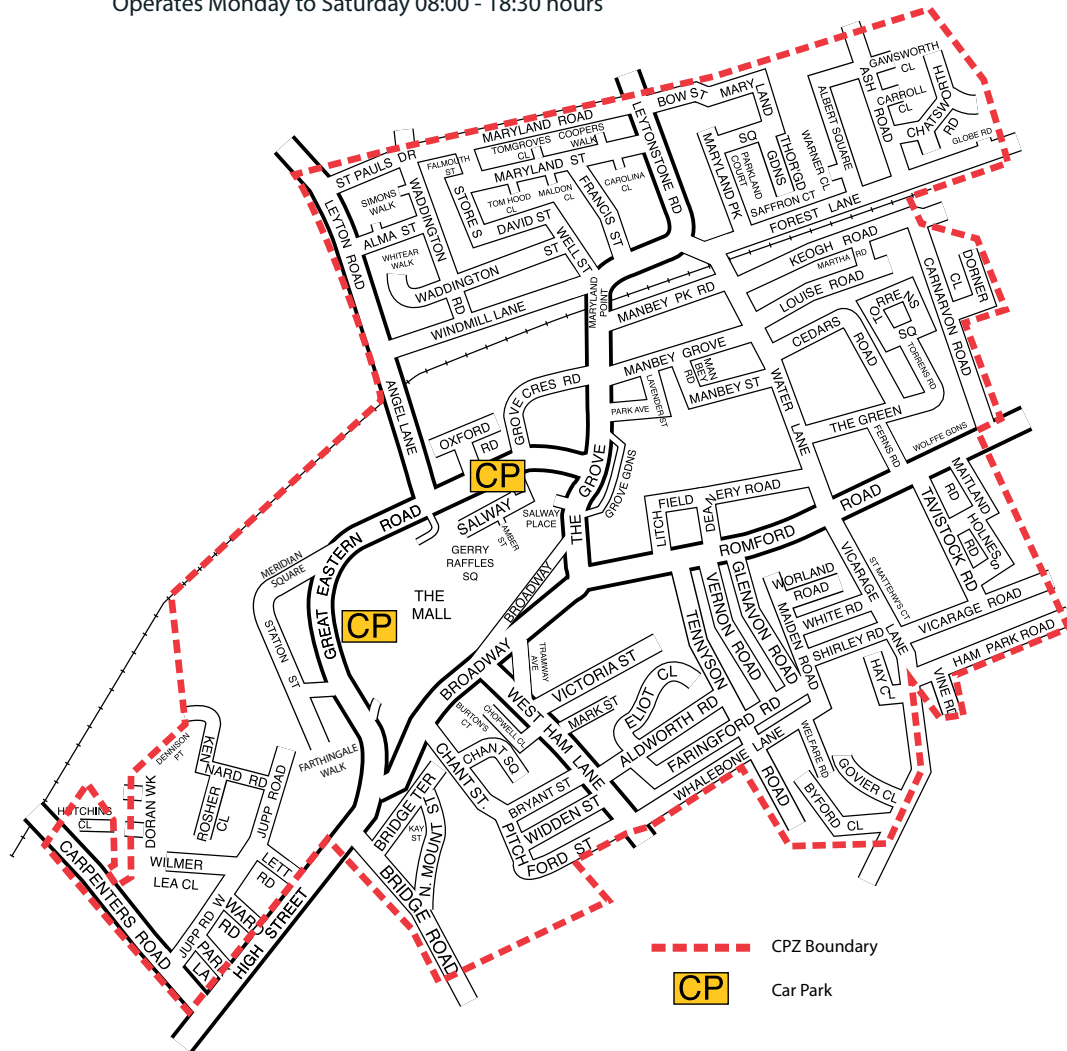 Operates Monday to Saturday 08:00 - 18:30 hours
GAWSWORTH
CL
ASH
ROAD
CARROLL
CL
CHATSWORTH
RD
GLOBE RD
ALBERT SQUARE
WARNER CL
BOW ST
MARYLAND
SQ
THORGD
GDNS
PARKLAND
COURT
MARYLAND PK
SAFFRON CT
FOREST LANE
LEYTONSTONE RD
MARYLAND ROAD
TOMGROVES
CL
COOPERS
WALK
ST PAULS DR
FALMOUTH
ST
MARYLAND ST
CAROLINA
CL
SIMONS
WALK
WADDINGTON
STORES
TOM HOOD
CL
MALDON
CL
FRANCIS ST
LEYTON ROAD
ALMA ST
DAVID ST
WELL ST
WHITEAR
WALK
WADDINGTON
ST
RD
WINDMILL LANE
MARYLAND
POINT
MANBEY PK RD
KEOGH ROAD
MARTHA RD
LOUISE ROAD
CARNARVON ROAD
DORNER
CL
TORRENS
SQ
TORRENS RD
CEDARS
ROAD
MANBEY GROVE
MANBEY
RD
MANBEY ST
LAVENDER ST
PARK AVE
WATER
LANE
THE GREEN
FERNS RD
WOLFFE GDNS
ANGEL LANE
GROVE CRES RD
OXFORD
RD
CP
THE GROVE
GROVE GDNS
SALWAY
SALWAY
PLACE
AMBER
ST
GERRY
RAFFLES
SQ
LITCH
FIELD
DEANERY ROAD
ROMFORD
ROAD
MAITLAND
RD
TAVISTOCK RD
HOLNESS
RD
GREAT EASTERN ROAD
MERIDIAN
SQUARE
STATION ST
CP
THE
MALL
BROADWAY
BROADWAY
TRAMWAY
AVE
WORLAND
ROAD
WHITE RD
MAIDEN ROAD
SHIRLEY RD
VICARAGE
LANE
ST MATTEHW'S CT
VICARAGE ROAD
HAM PARK ROAD
HAY CL
VINE RD
GLENAVON ROAD
VERNON ROAD
TENNYSON
ROAD
VICTORIA ST
MARK ST
ELIOT CL
ALDWORTH RD
FARINGFORD RD
WHALEBONE LANE
WELFARE RD
GOVIER CL
BYFORD CL
WEST HAM LANE
BURTON'S
CT
CHOPWELL CL
CHANT
SQ
CHANT ST.
BRYANT ST
WIDDEN ST
PITCHFORD ST
FARTHINGALE
WALK
DENNISON
PT
KENNARD RD
ROSHER
CL
JUPP ROAD
DORAN WK
HUTCHINS
CL
CARPENTERS ROAD
WILMER
LEA CL
LETT
RD
JUPP RD W
WARD
RD
PARK
LA
HIGH STREET
BRIDGE TER
KAY
ST
N. MOUNT ST
BRIDGE ROAD
CPZ Boundary
CP
Car Park